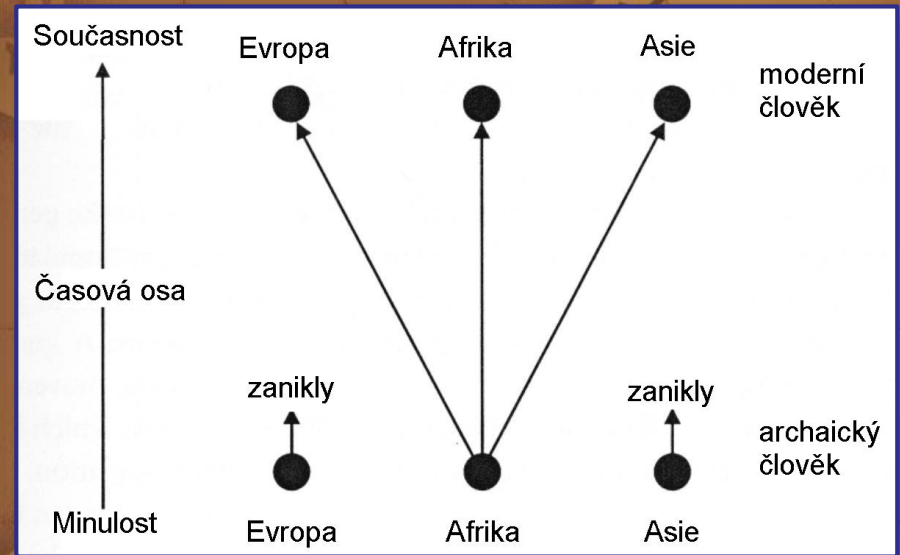 Současnost
Evropa
Afrika
Asie
moderní
člověk
Časová osa
zanikly
zanikly
archaický
člověk
Minulost
Evropa
Afrika
Asie